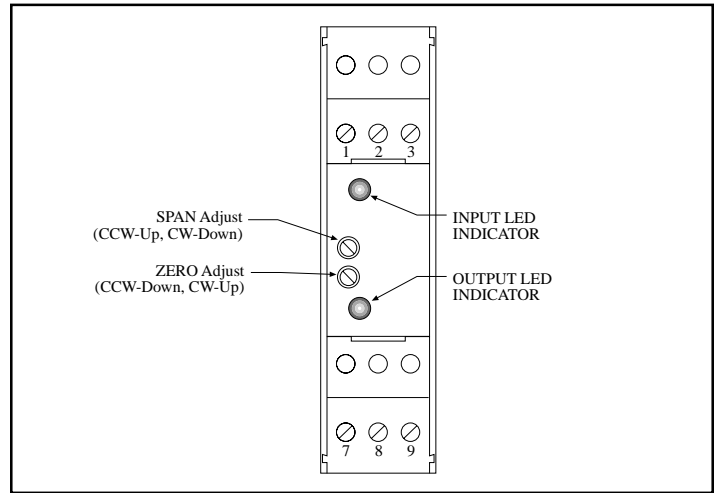 1 2 3
SPAN Adjust
(CCW-Up, CW-Down)
INPUT LED
INDICATOR
ZERO Adjust
(CCW-Down, CW-Up)
OUTPUT LED
INDICATOR
7 8 9